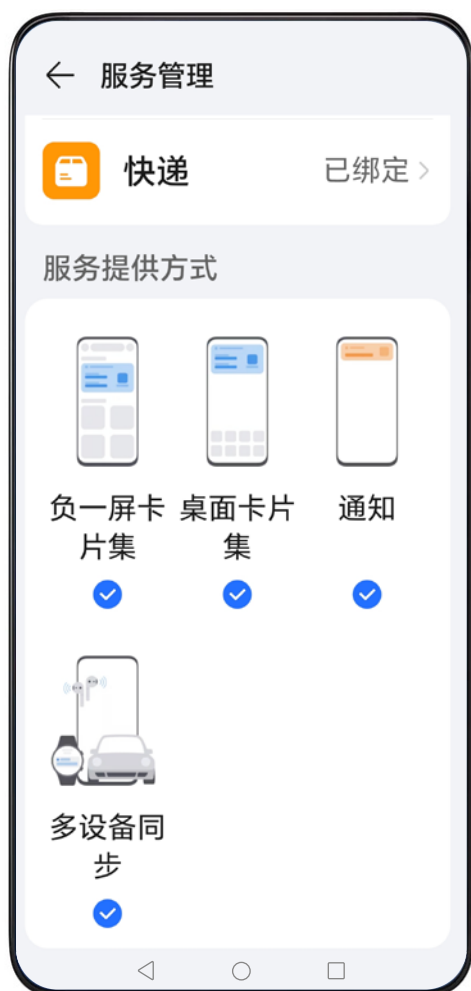 服务管理
快递 已绑定
服务提供方式
负一屏卡 桌面卡片 通知
片集 集
多设备同
步